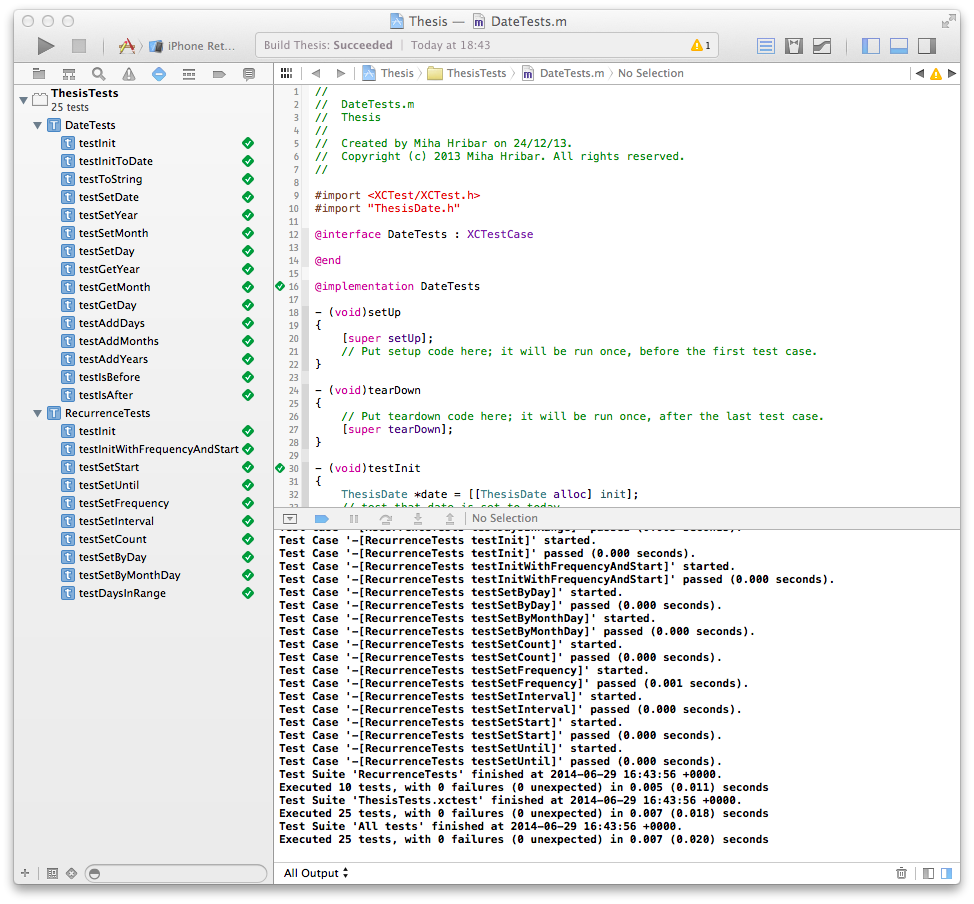 Thesis — DateTests.m
iPhone Ret...
Build Thesis: Succeeded | Today at 18:43
1
Thesis
ThesisTests
DateTests.m
No Selection
ThesisTests
25 tests
DateTests
testInit
testInitToDate
testToString
testSetDate
testSetYear
testSetMonth
testSetDay
testGetYear
testGetMonth
testGetDay
testAddDays
testAddMonths
testAddYears
testIsBefore
testIsAfter
RecurrenceTests
testInit
testInitWithFrequencyAndStart
testSetStart
testSetUntil
testSetFrequency
testSetInterval
testSetCount
testSetByDay
testSetByMonthDay
testDaysInRange
1 //
2 // DateTests.m
3 // Thesis
4 //
5 // Created by Miha Hribar on 24/12/13.
6 // Copyright (c) 2013 Miha Hribar. All rights reserved.
7 //
8
9 #import <XCTest/XCTest.h>
10 #import "ThesisDate.h"
11
12 @interface DateTests : XCTestCase
13
14 @end
15
16 @implementation DateTests
17
18 - (void)setUp
19 {
20 [super setUp];
21 // Put setup code here; it will be run once, before the first test case.
22 }
23
24 - (void)tearDown
25 {
26 // Put teardown code here; it will be run once, after the last test case.
27 [super tearDown];
28 }
29
30 - (void)testInit
31 {
32 ThesisDate *date = [[ThesisDate alloc] init];
// test that date is set to today
No Selection
Test Case '-[RecurrenceTests testInit]' started.
Test Case '-[RecurrenceTests testInit]' passed (0.000 seconds).
Test Case '-[RecurrenceTests testInitWithFrequencyAndStart]' started.
Test Case '-[RecurrenceTests testInitWithFrequencyAndStart]' passed (0.000 seconds).
Test Case '-[RecurrenceTests testSetByDay]' started.
Test Case '-[RecurrenceTests testSetByDay]' passed (0.000 seconds).
Test Case '-[RecurrenceTests testSetByMonthDay]' started.
Test Case '-[RecurrenceTests testSetByMonthDay]' passed (0.000 seconds).
Test Case '-[RecurrenceTests testSetCount]' started.
Test Case '-[RecurrenceTests testSetCount]' passed (0.000 seconds).
Test Case '-[RecurrenceTests testSetFrequency]' started.
Test Case '-[RecurrenceTests testSetFrequency]' passed (0.001 seconds).
Test Case '-[RecurrenceTests testSetInterval]' started.
Test Case '-[RecurrenceTests testSetInterval]' passed (0.000 seconds).
Test Case '-[RecurrenceTests testSetStart]' started.
Test Case '-[RecurrenceTests testSetStart]' passed (0.000 seconds).
Test Case '-[RecurrenceTests testSetUntil]' started.
Test Case '-[RecurrenceTests testSetUntil]' passed (0.000 seconds).
Test Suite 'RecurrenceTests' finished at 2014-06-29 16:43:56 +0000.
Executed 10 tests, with 0 failures (0 unexpected) in 0.005 (0.011) seconds
Test Suite 'ThesisTests.xctest' finished at 2014-06-29 16:43:56 +0000.
Executed 25 tests, with 0 failures (0 unexpected) in 0.007 (0.018) seconds
Test Suite 'All tests' finished at 2014-06-29 16:43:56 +0000.
Executed 25 tests, with 0 failures (0 unexpected) in 0.007 (0.020) seconds
All Output